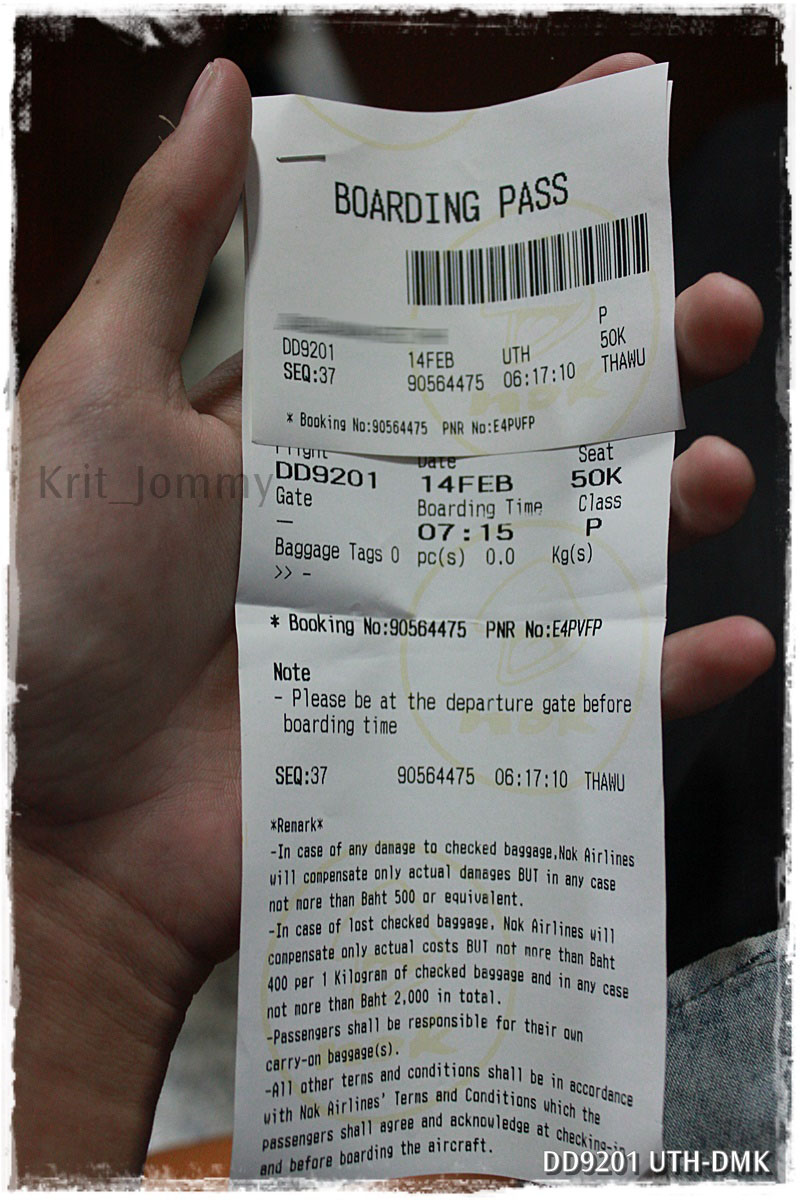 BOARDING PASS
P
DD9201 14FEB UTH 50K
SEQ:37 90564475 06:17:10 THAWU
* Booking No:90564475 PNR No:E4PVFP
Flight Date Seat
DD9201 14FEB 50K
Gate Boarding Time Class
— 07:15 P
Baggage Tags 0 pc(s) 0.0 Kg(s)
>> -
* Booking No:90564475 PNR No:E4PVFP
Note
- Please be at the departure gate before
boarding time
SEQ:37 90564475 06:17:10 THAWU
*Remark*
-In case of any damage to checked baggage,Nok Airlines
will compensate only actual damages BUT in any case
not more than Baht 500 or equivalent.
-In case of lost checked baggage, Nok Airlines will
compensate only actual costs BUT not more than Baht
400 per 1 Kilogram of checked baggage and in any case
not more than Baht 2,000 in total.
-Passengers shall be responsible for their own
carry-on baggage(s).
-All other terms and conditions shall be in accordance
with Nok Airlines' Terms and Conditions which the
passengers shall agree and acknowledge at checking-in
and before boarding the aircraft.
Krit_Jommy
DD9201 UTH-DMK